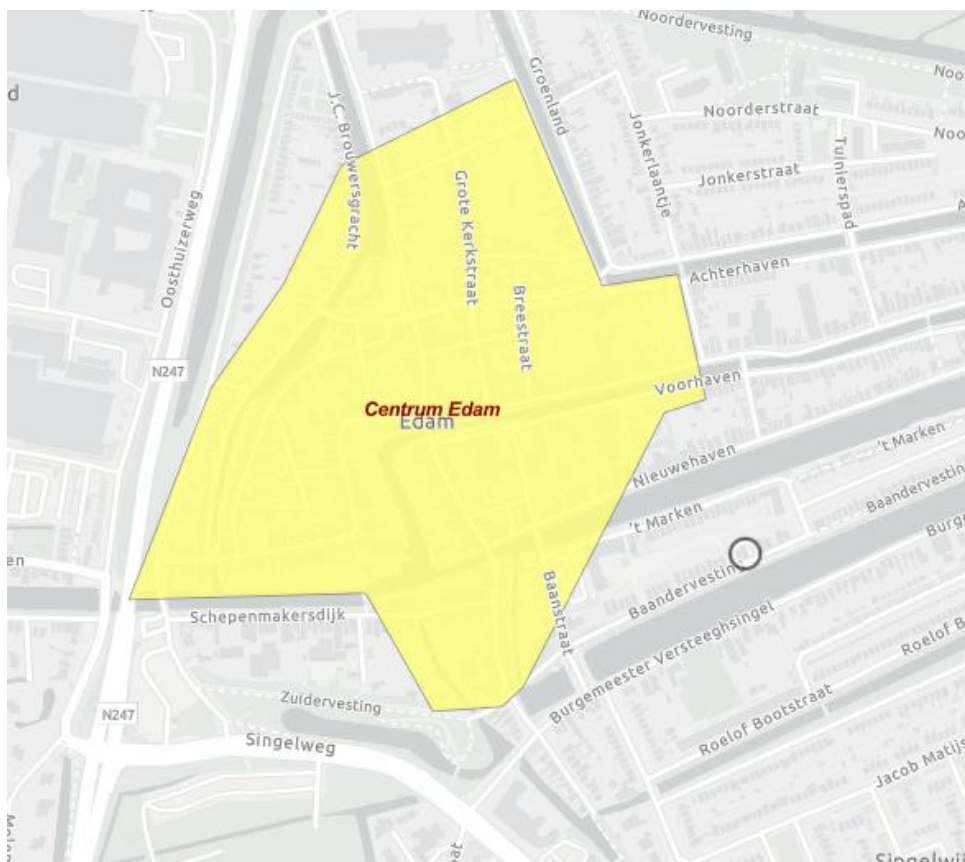 Noordervesting
Groenland
J.C. Brouwersgracht
Noorderstraat
Jonkerlaantje
Tuinierspad
Jonkerstraat
Grote Kerkstraat
Oosthuizerweg
Achterhaven
Breestraat
N247
Voorhaven
Centrum Edam
Edam
't Marken
Nieuwehaven
Baandervesting
't Marken
Baanstraat
Baandervesting
Schepenmakersdijk
Burgemeester Versteeghsingel
Zuidervesting
N247
Singelweg
Roelof Bootstraat